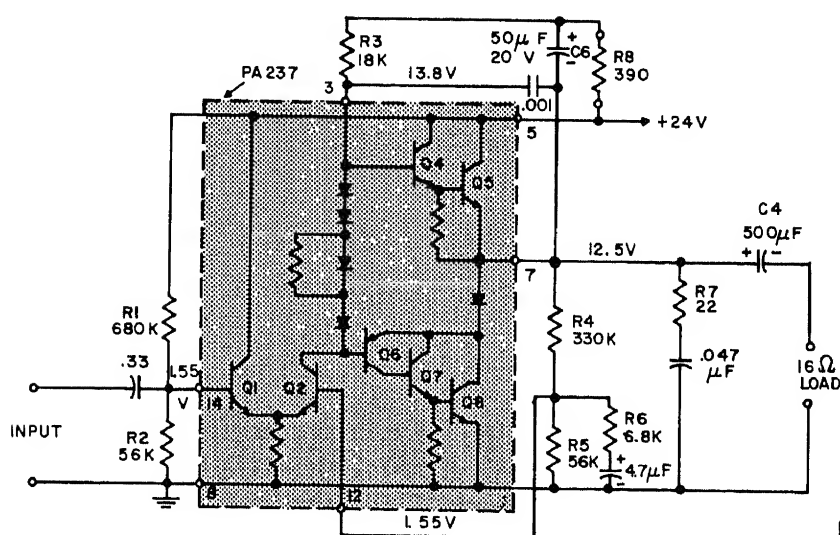 PA237
R3
18K
50μF
20 V
+
C6
-
R8
390
13.8V
.001
3
5
+24V
Q4
Q5
C4
500μF
+ -
7
12.5V
R7
22
R1
680K
R4
330K
.047
μF
16Ω
LOAD
.33
1.55
V
14
Q1
Q2
Q6
Q7
Q8
INPUT
R2
56K
R5
56K
R6
6.8K
+
4.7μF
-
8
12
1.55V